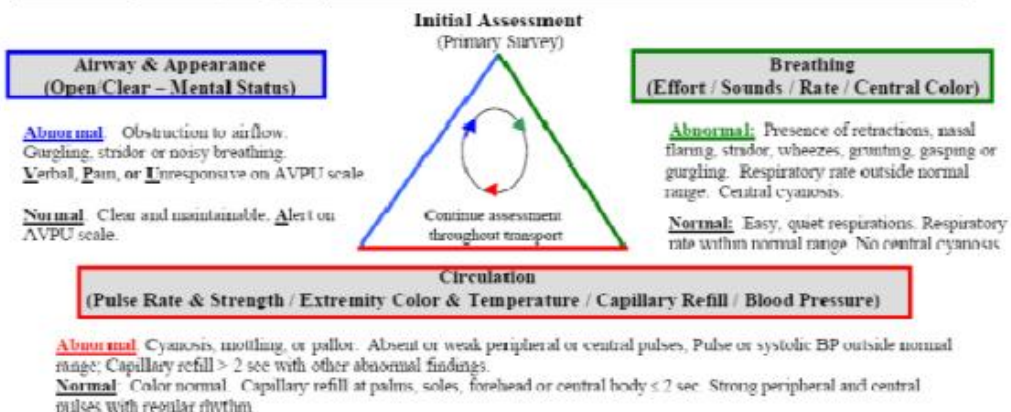 Initial Assessment
(Primary Survey)
Airway & Appearance
(Open/Clear – Mental Status)
Abnormal: Obstruction to airflow.
Gurgling, stridor or noisy breathing.
Verbal, Pain, or Unresponsive on AVPU scale.
Normal: Clear and maintainable, Alert on
AVPU scale.
Breathing
(Effort / Sounds / Rate / Central Color)
Abnormal: Presence of retractions, nasal
flaring, stridor, wheezes, grunting, gasping or
gurgling. Respiratory rate outside normal
range. Central cyanosis.
Normal: Easy, quiet respirations. Respiratory
rate within normal range. No central cyanosis
Continue assessment
throughout transport
Circulation
(Pulse Rate & Strength / Extremity Color & Temperature / Capillary Refill / Blood Pressure)
Abnormal: Cyanosis, mottling, or pallor. Absent or weak peripheral or central pulses, Pulse or systolic BP outside normal
range; Capillary refill > 2 sec with other abnormal findings.
Normal: Color normal. Capillary refill at palms, soles, forehead or central body ≤ 2 sec. Strong peripheral and central
pulses with regular rhythm